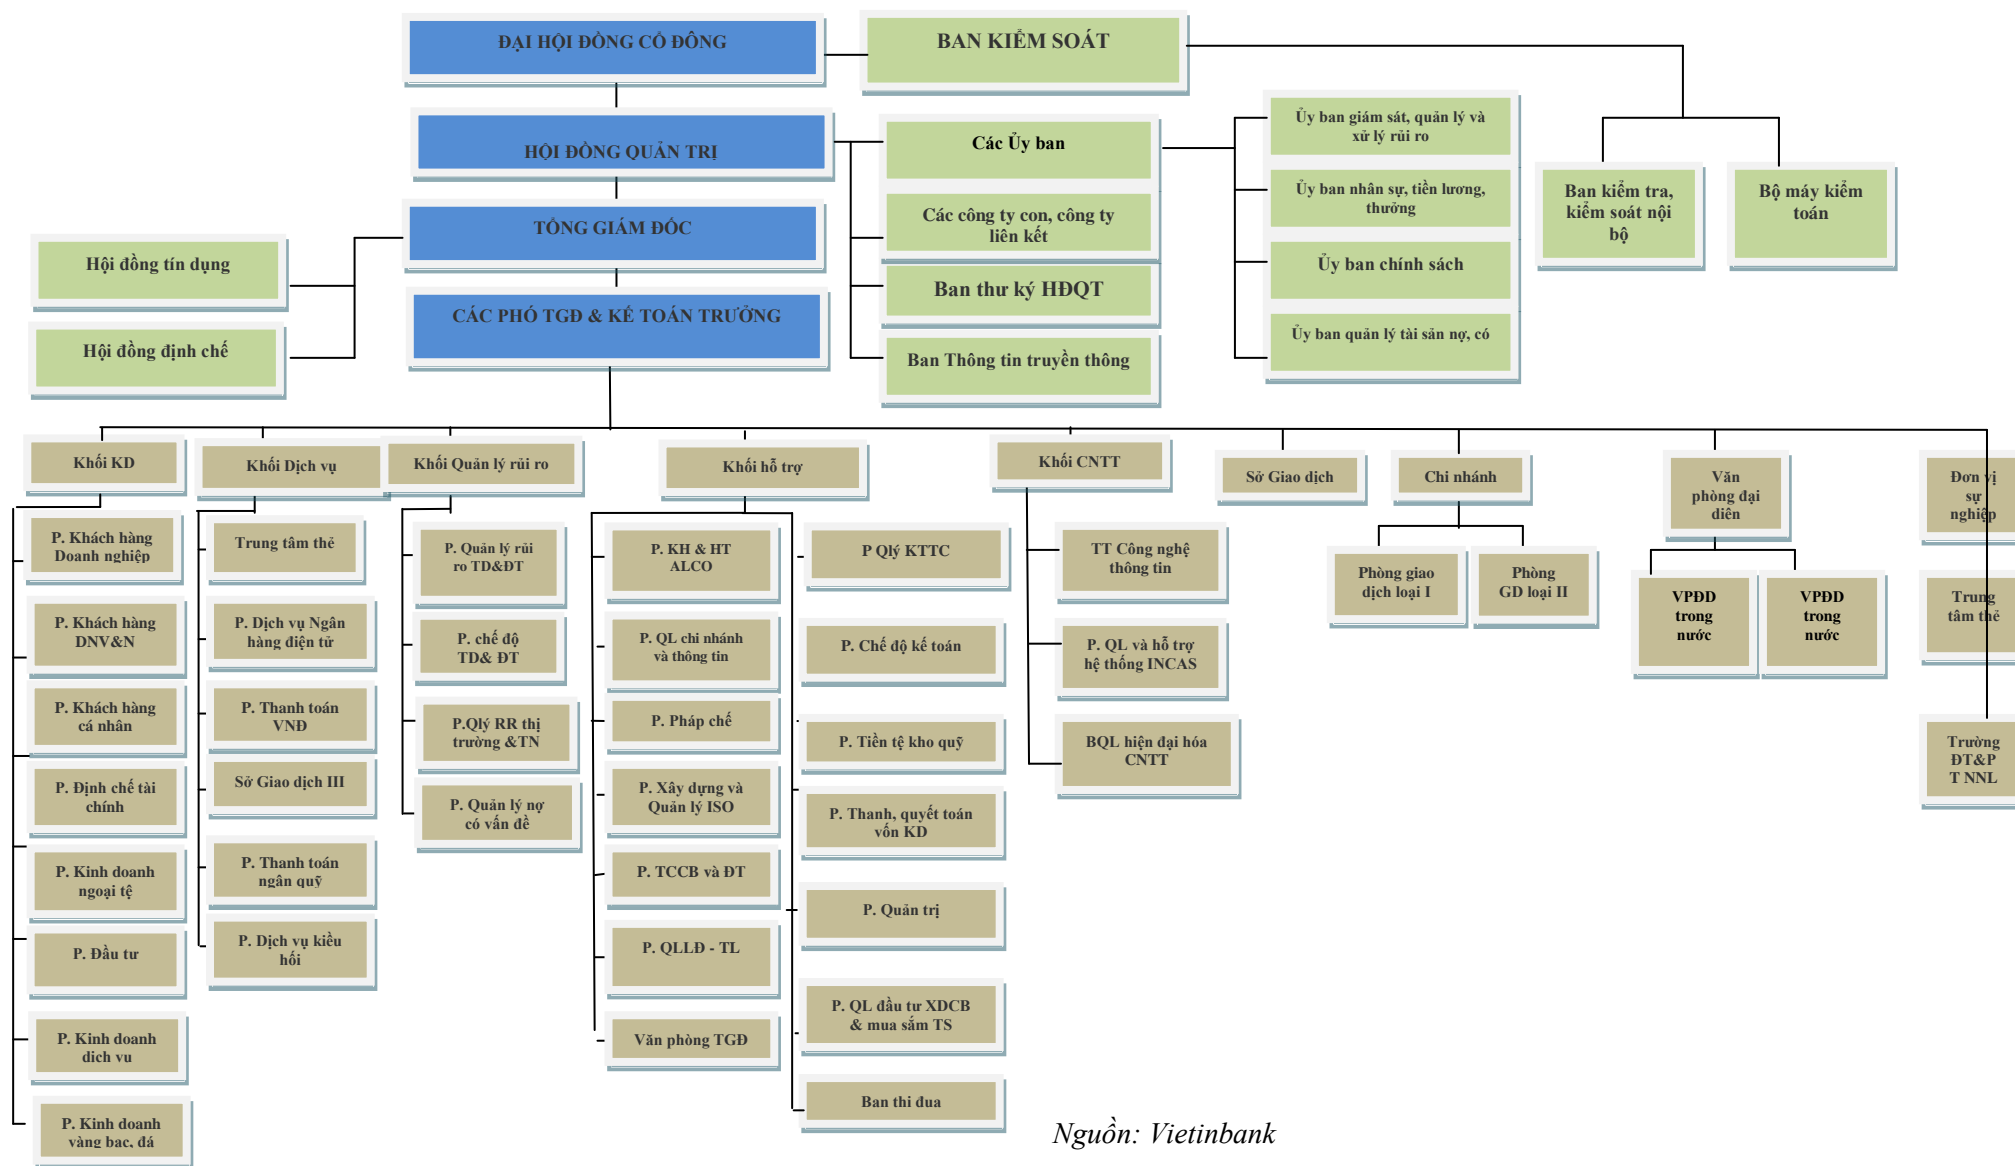 ĐẠI HỘI ĐỒNG CỔ ĐÔNG
BAN KIỂM SOÁT
HỘI ĐỒNG QUẢN TRỊ
Các Ủy ban
Ủy ban giám sát, quản lý và
xử lý rủi ro
Ban kiểm tra,
kiểm soát nội
bộ
Bộ máy kiểm
toán
Ủy ban nhân sự, tiền lương,
thưởng
Các công ty con, công ty
liên kết
TỔNG GIÁM ĐỐC
Hội đồng tín dụng
Ủy ban chính sách
Ban thư ký HĐQT
CÁC PHÓ TGĐ & KẾ TOÁN TRƯỞNG
Hội đồng định chế
Ủy ban quản lý tài sản nợ, có
Ban Thông tin truyền thông
Khối KD
Khối Dịch vụ
Khối Quản lý rủi ro
Khối hỗ trợ
Khối CNTT
Sở Giao dịch
Chi nhánh
Văn
phòng đại
diên
Đơn vị
sự
nghiệp
P. Khách hàng
Doanh nghiệp
P. Khách hàng
DNV&N
P. Khách hàng
cá nhân
P. Định chế tài
chính
P. Kinh doanh
ngoại tệ
P. Đầu tư
P. Kinh doanh
dich vu
P. Kinh doanh
vàng bac, đá
Trung tâm thẻ
P. Dịch vụ Ngân
hàng điện tử
P. Thanh toán
VNĐ
Sở Giao dịch III
P. Thanh toán
ngân quỹ
P. Dịch vụ kiều
hối
P. Quản lý rủi
ro TD&ĐT
P. chế độ
TD& ĐT
P.Qlý RR thị
trường &TN
P. Quản lý nợ
có vấn đề
P. KH & HT
ALCO
P. QL chi nhánh
và thông tin
P. Pháp chế
P. Xây dựng và
Quản lý ISO
P. TCCB và ĐT
P. QLLĐ - TL
Văn phòng TGĐ
P Qlý KTTC
P. Chế độ kế toán
P. Tiền tệ kho quỹ
P. Thanh, quyết toán
vốn KD
P. Quản trị
P. QL đầu tư XDCB
& mua sắm TS
Ban thi đua
TT Công nghệ
thông tin
P. QL và hỗ trợ
hệ thống INCAS
BQL hiện đại hóa
CNTT
Phòng giao
dịch loại I
Phòng
GD loại II
VPĐD
trong
nước
VPĐD
trong
nước
Trung
tâm thẻ
Trường
ĐT&P
T NNL
Nguồn: Vietinbank